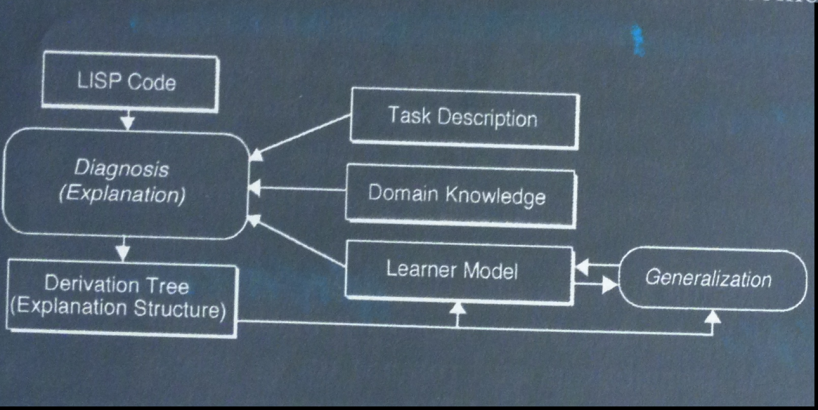 LISP Code
Task Description
Diagnosis
(Explanation)
Domain Knowledge
Learner Model
Generalization
Derivation Tree
(Explanation Structure)